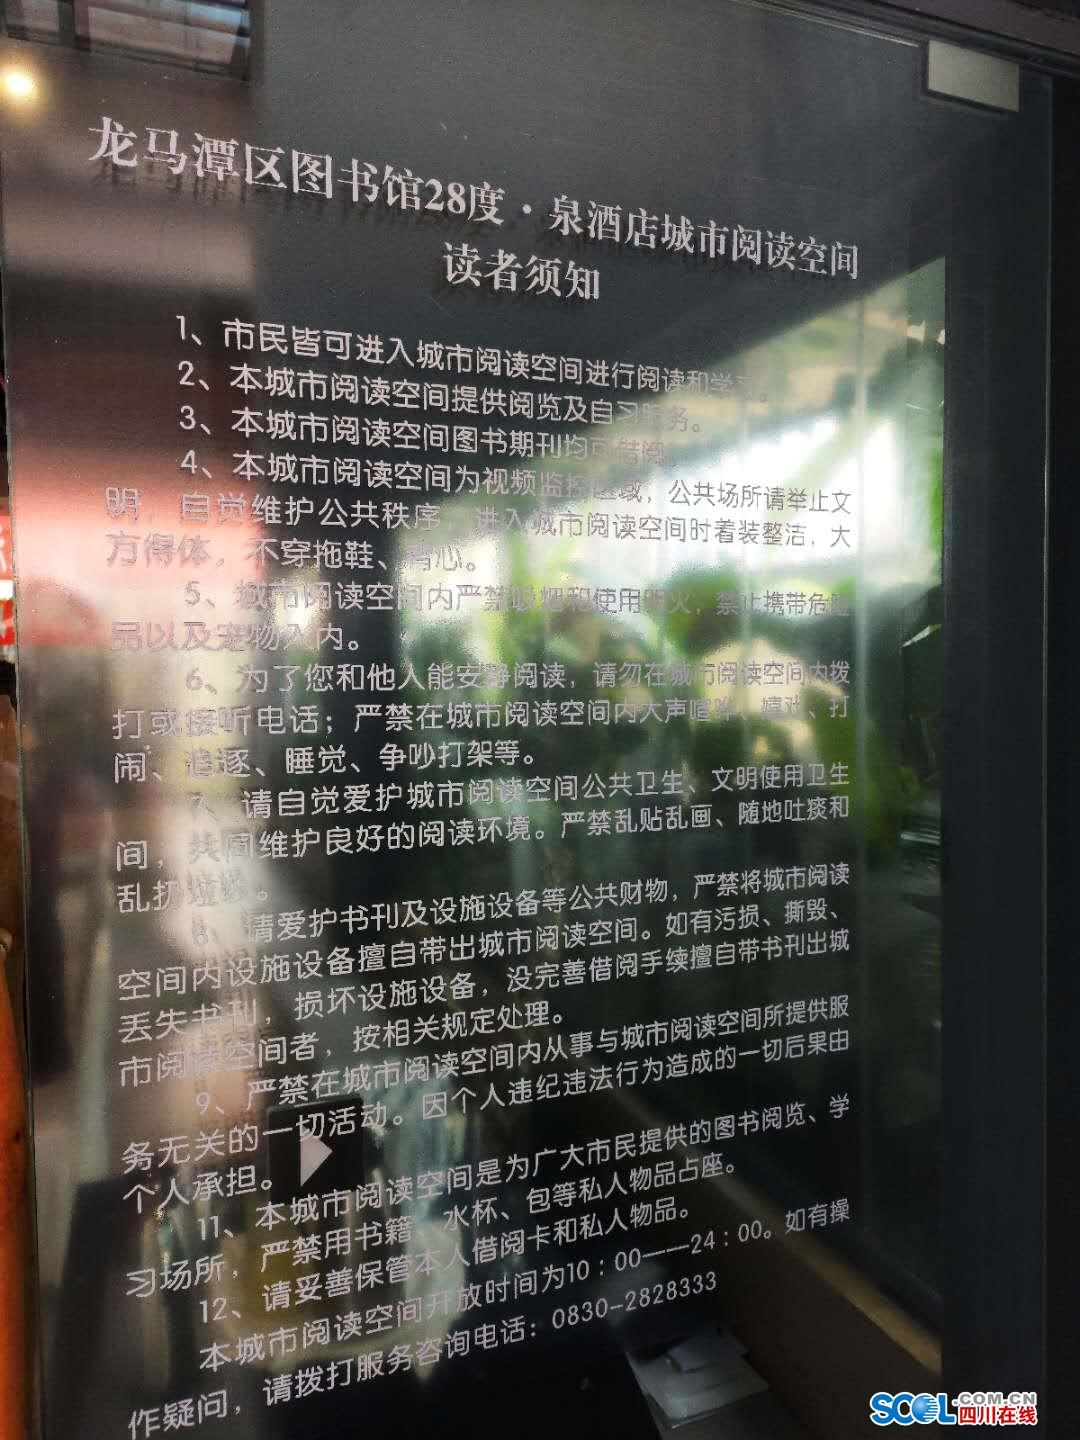 龙马潭区图书馆28度·泉酒店城市阅读空间
读者须知
1、市民皆可进入城市阅读空间进行阅读和学习。
2、本城市阅读空间提供阅览及自习服务。
3、本城市阅读空间图书期刊均可借阅。
4、本城市阅读空间为视频监控区域，公共场所请举止文
明，自觉维护公共秩序，进入城市阅读空间时着装整洁，大
方得体，不穿拖鞋、背心。
5、城市阅读空间内严禁吸烟和使用明火，禁止携带危险
品以及宠物入内。
6、为了您和他人能安静阅读，请勿在城市阅读空间内拨
打或接听电话；严禁在城市阅读空间内大声喧哗、嬉戏、打
闹、追逐、睡觉、争吵打架等。
7、请自觉爱护城市阅读空间公共卫生、文明使用卫生
间，共同维护良好的阅读环境。严禁乱贴乱画、随地吐痰和
乱扔垃圾。
8、请爱护书刊及设施设备等公共财物，严禁将城市阅读
空间内设施设备擅自带出城市阅读空间。如有污损、撕毁、
丢失书刊，损坏设施设备，没完善借阅手续擅自带书刊出城
市阅读空间者，按相关规定处理。
9、严禁在城市阅读空间内从事与城市阅读空间所提供服
务无关的一切活动。因个人违纪违法行为造成的一切后果由
个人承担。
11、本城市阅读空间是为广大市民提供的图书阅览、学
习场所，严禁用书籍、水杯、包等私人物品占座。
12、请妥善保管本人借阅卡和私人物品。
本城市阅读空间开放时间为10：00——24：00。如有操
作疑问，请拨打服务咨询电话：0830-2828333
SCOL.COM.CN
四川在线